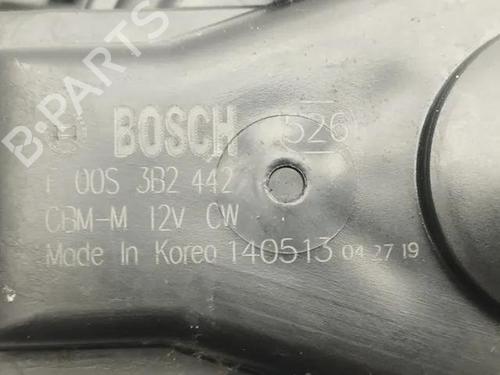 B-PARTS
BOSCH 526
F 00S 3B2 442
CBM-M 12V CW
Made In Korea 140513 04 27 19